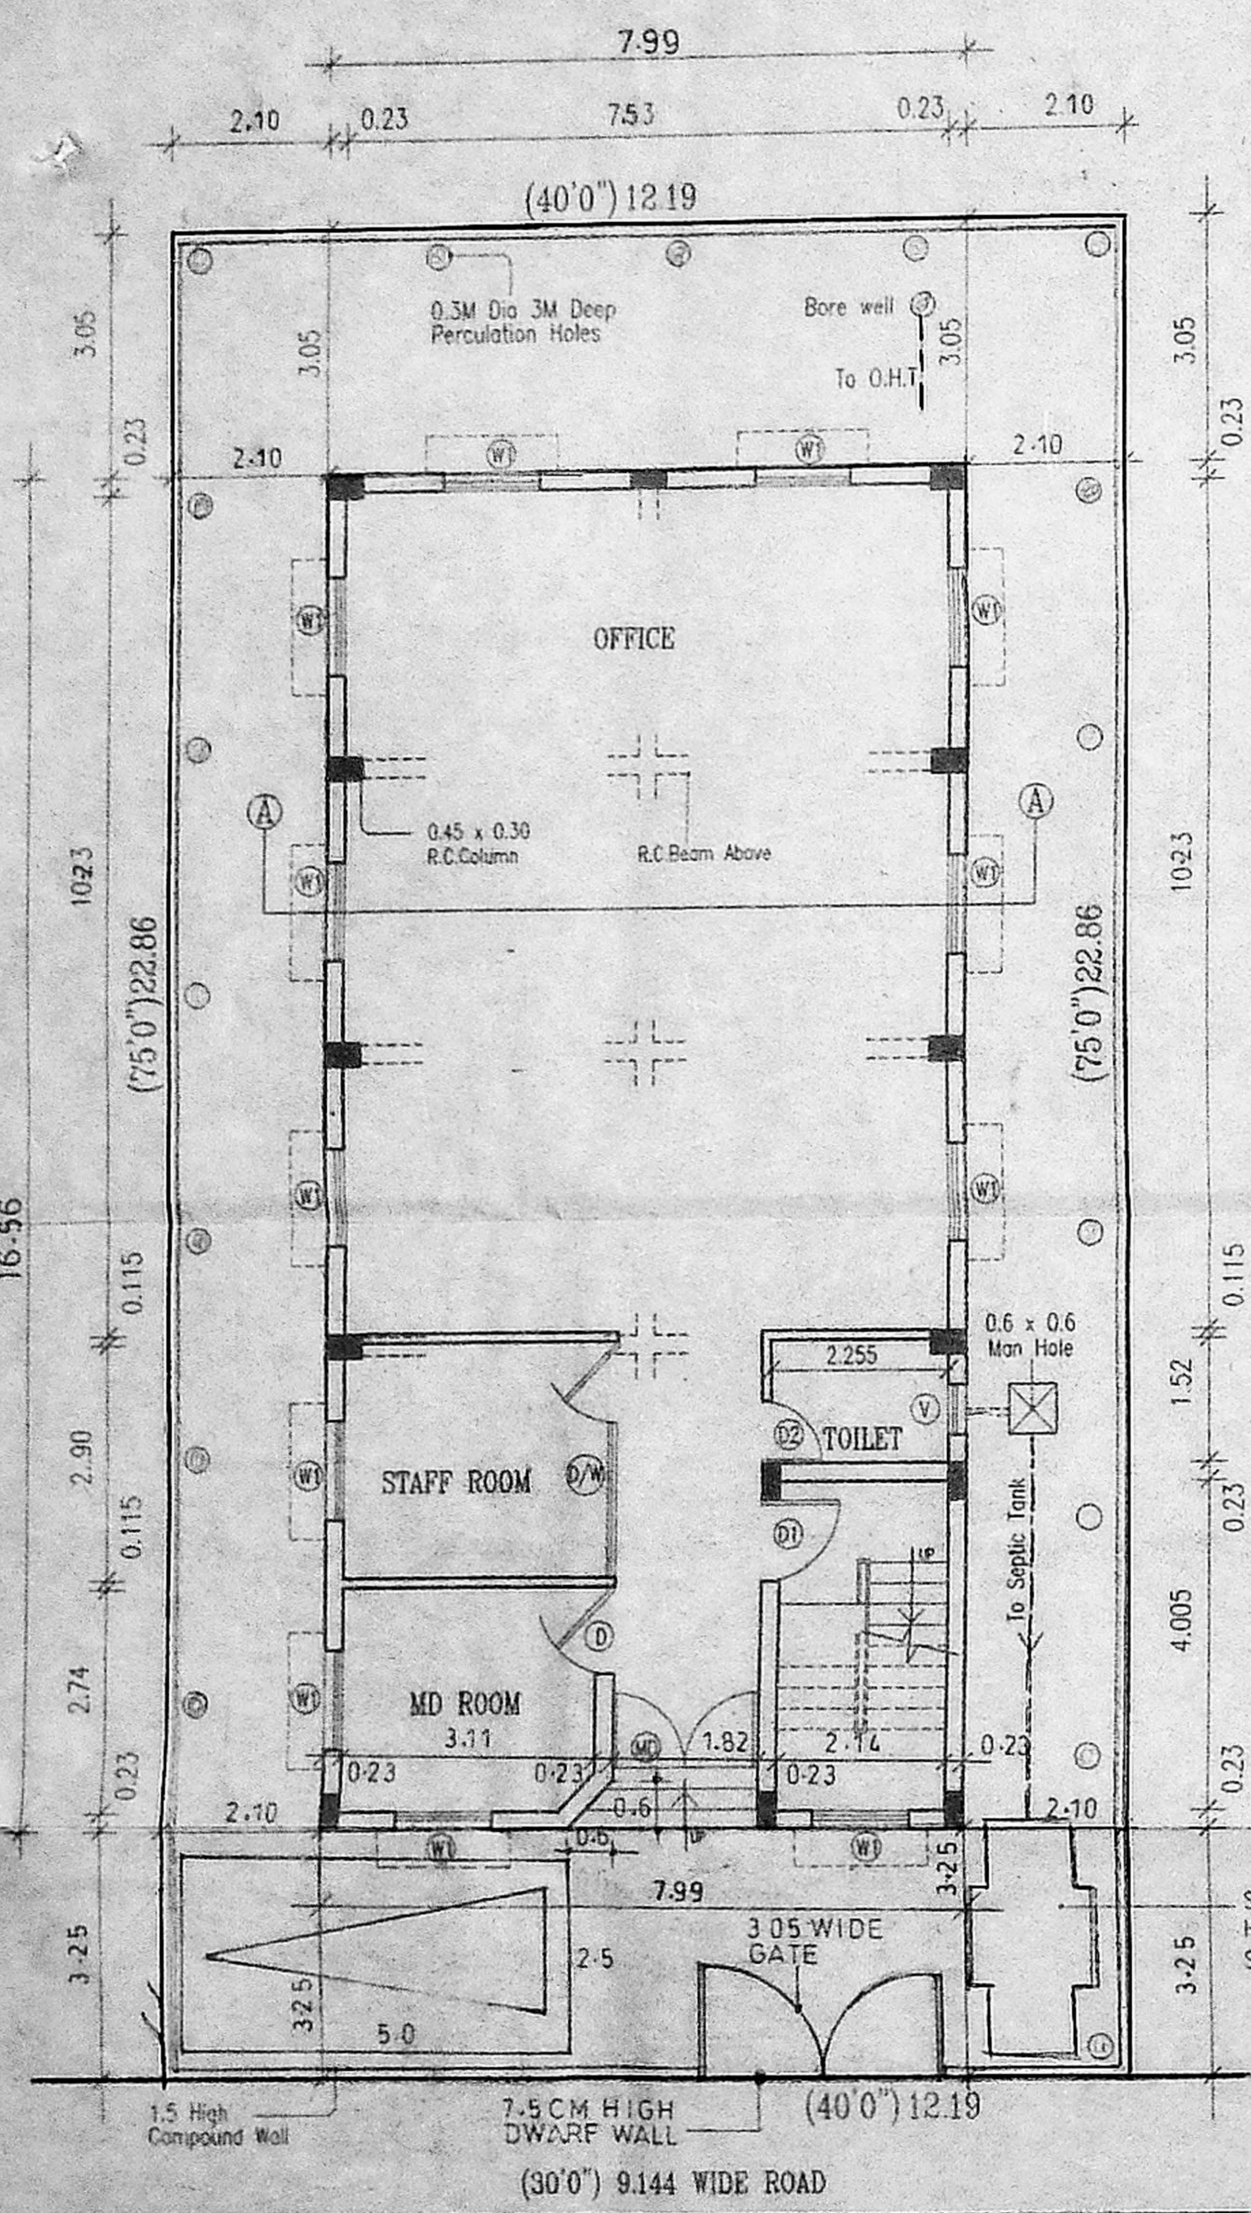 7.99
2.10
0.23
7.53
0.23
2.10
(40'0") 12.19
0.3M Dia 3M Deep
Perculation Holes
Bore well
To O.H.T
3.05
3.05
3.05
3.05
0.23
0.23
2.10
2.10
W1
W1
W1
W1
OFFICE
A
A
0.45 x 0.30
R.C.Column
R.C.Beam Above
W1
W1
10.23
10.23
(75'0") 22.86
(75'0") 22.86
W1
W1
16.56
0.115
0.115
0.6 x 0.6
Man Hole
2.255
1.52
V
D2
TOILET
2.90
STAFF ROOM
D/W
W1
0.115
D1
0.23
To Septic Tank
UP
D
4.005
2.74
W1
MD ROOM
3.11
MD
1.82
2.14
0.23
0.23
0.23
0.23
0.23
0.23
2.10
0.6
UP
2.10
0.6
W1
W1
3.25
7.99
3.25
3.25
3.25
3.05 WIDE
GATE
2.5
5.0
1.5 High
Compound Wall
7.5CM HIGH
DWARF WALL
(40'0") 12.19
(30'0") 9.144 WIDE ROAD